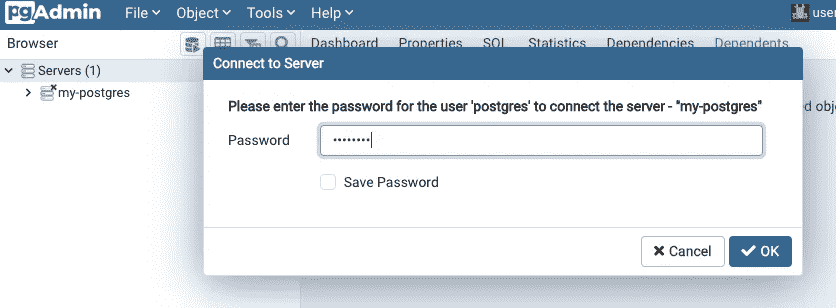 pgAdmin File Object Tools Help user
Browser Dashboard Properties SQL Statistics Dependencies Dependents
Connect to Server
Servers (1)
my-postgres
Please enter the password for the user 'postgres' to connect the server - "my-postgres"
Password ••••••••
Save Password
Cancel OK